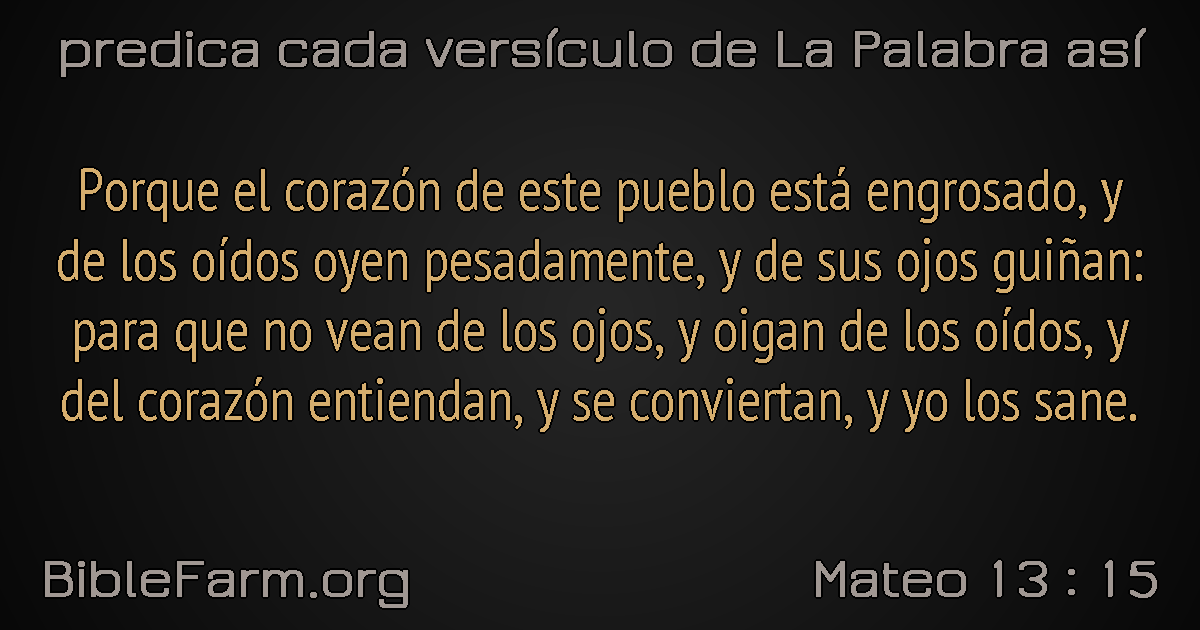 predica cada versículo de La Palabra así
Porque el corazón de este pueblo está engrosado, y
de los oídos oyen pesadamente, y de sus ojos guiñan:
para que no vean de los ojos, y oigan de los oídos, y
del corazón entiendan, y se conviertan, y yo los sane.
BibleFarm.org
Mateo 13 : 15